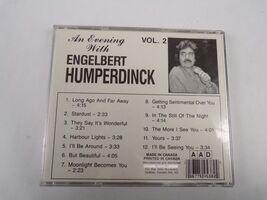 An Evening
With
VOL. 2
ENGELBERT
HUMPERDINCK
1. Long Ago And Far Away
– 4:15
2. Stardust – 2:33
3. They Say It's Wonderful
– 3:21
4. Harbour Lights – 3:28
5. I'll Be Around – 3:33
6. But Beautiful – 4:05
7. Moonlight Becomes You
– 2:23
8. Getting Sentimental Over You
– 4:13
9. In The Still Of The Night
– 4:14
10. The More I See You – 4:05
11. Yours – 3:37
12. I'll Be Seeing You – 3:34
MADE IN CANADA
PRINTED IN CANADA
A A D